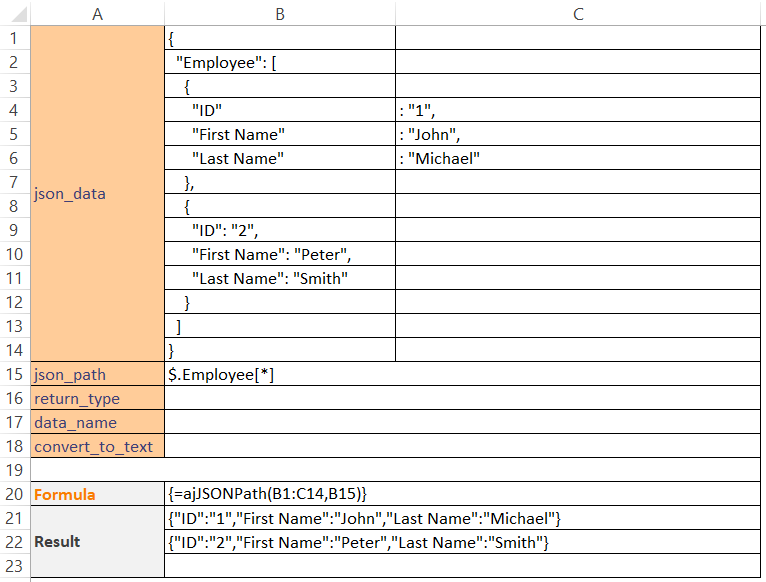 A B C
1 {
2 "Employee": [
3 {
4 "ID" : "1",
5 "First Name" : "John",
6 "Last Name" : "Michael"
7 },
json_data
8 {
9 "ID": "2",
10 "First Name": "Peter",
11 "Last Name": "Smith"
12 }
13 ]
14 }
15 json_path $.Employee[*]
16 return_type
17 data_name
18 convert_to_text
19
20 Formula {=ajJSONPath(B1:C14,B15)}
21 {"ID":"1","First Name":"John","Last Name":"Michael"}
22 Result {"ID":"2","First Name":"Peter","Last Name":"Smith"}
23